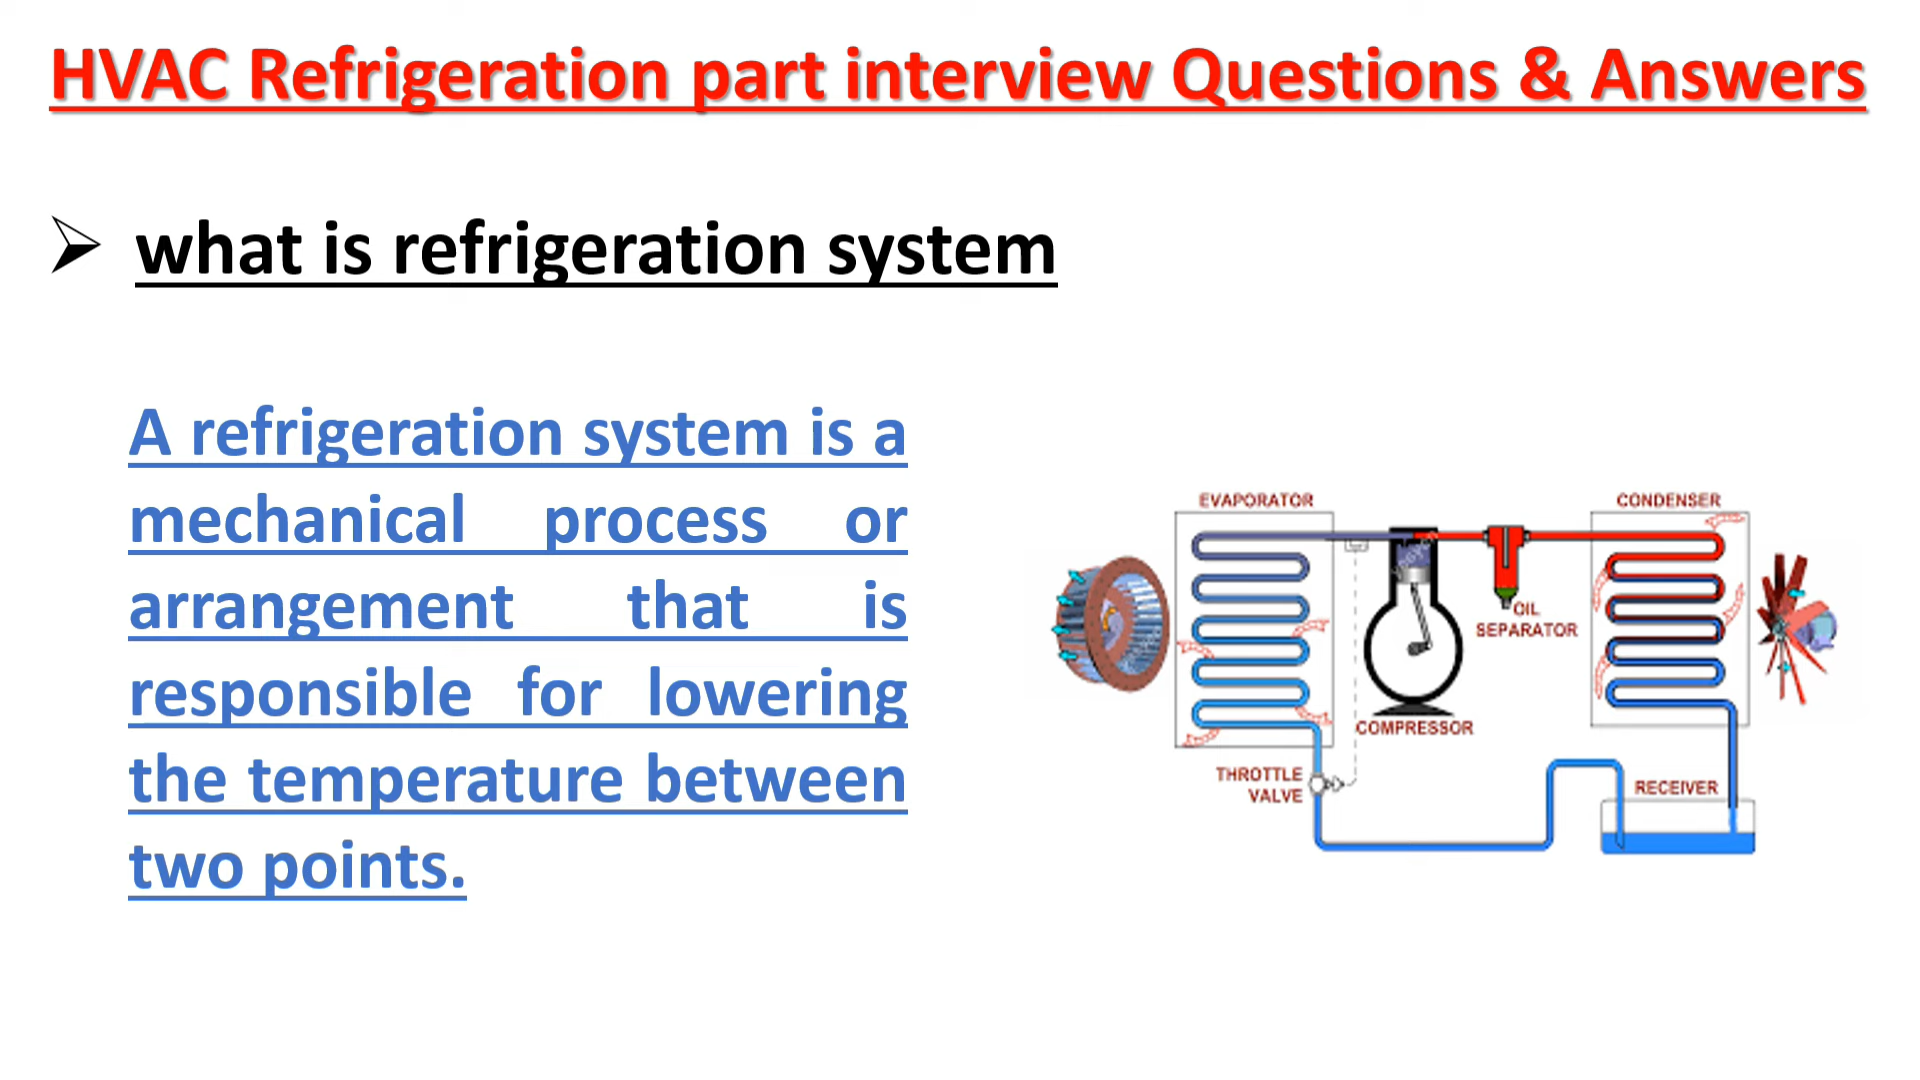 HVAC Refrigeration part interview Questions & Answers
➢ what is refrigeration system
A refrigeration system is a
mechanical process or
arrangement that is
responsible for lowering
the temperature between
two points.
EVAPORATOR
CONDENSER
OIL
SEPARATOR
COMPRESSOR
THROTTLE
VALVE
RECEIVER